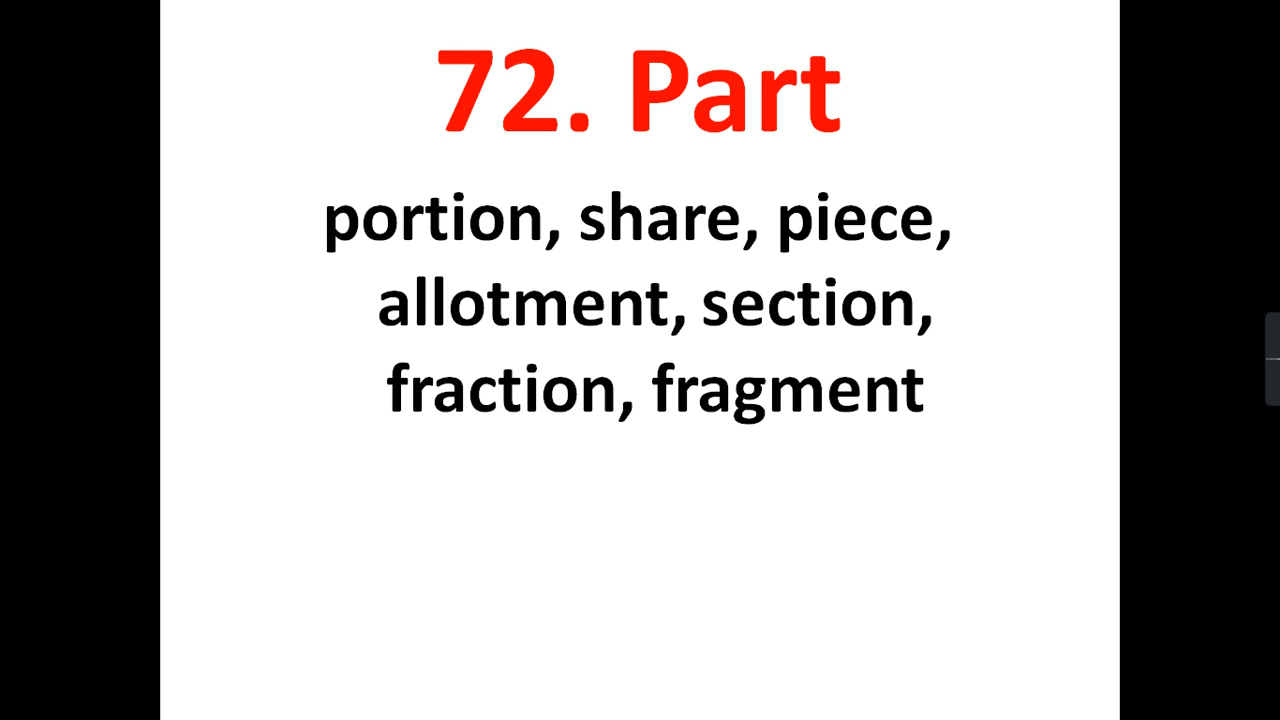 72. Part
portion, share, piece,
allotment, section,
fraction, fragment